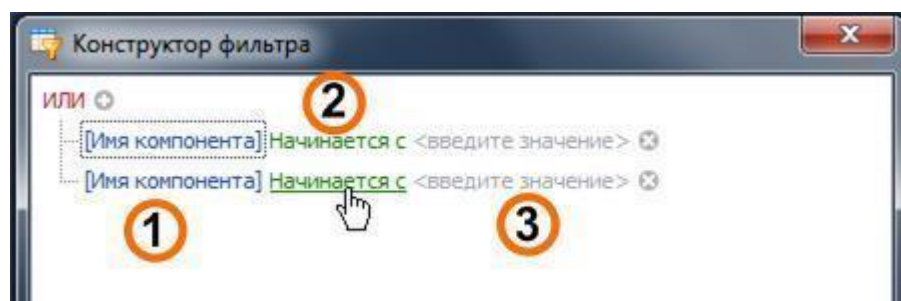 Конструктор фильтра
ИЛИ
2
[Имя компонента] Начинается с <введите значение>
[Имя компонента] Начинается с <введите значение>
1
3